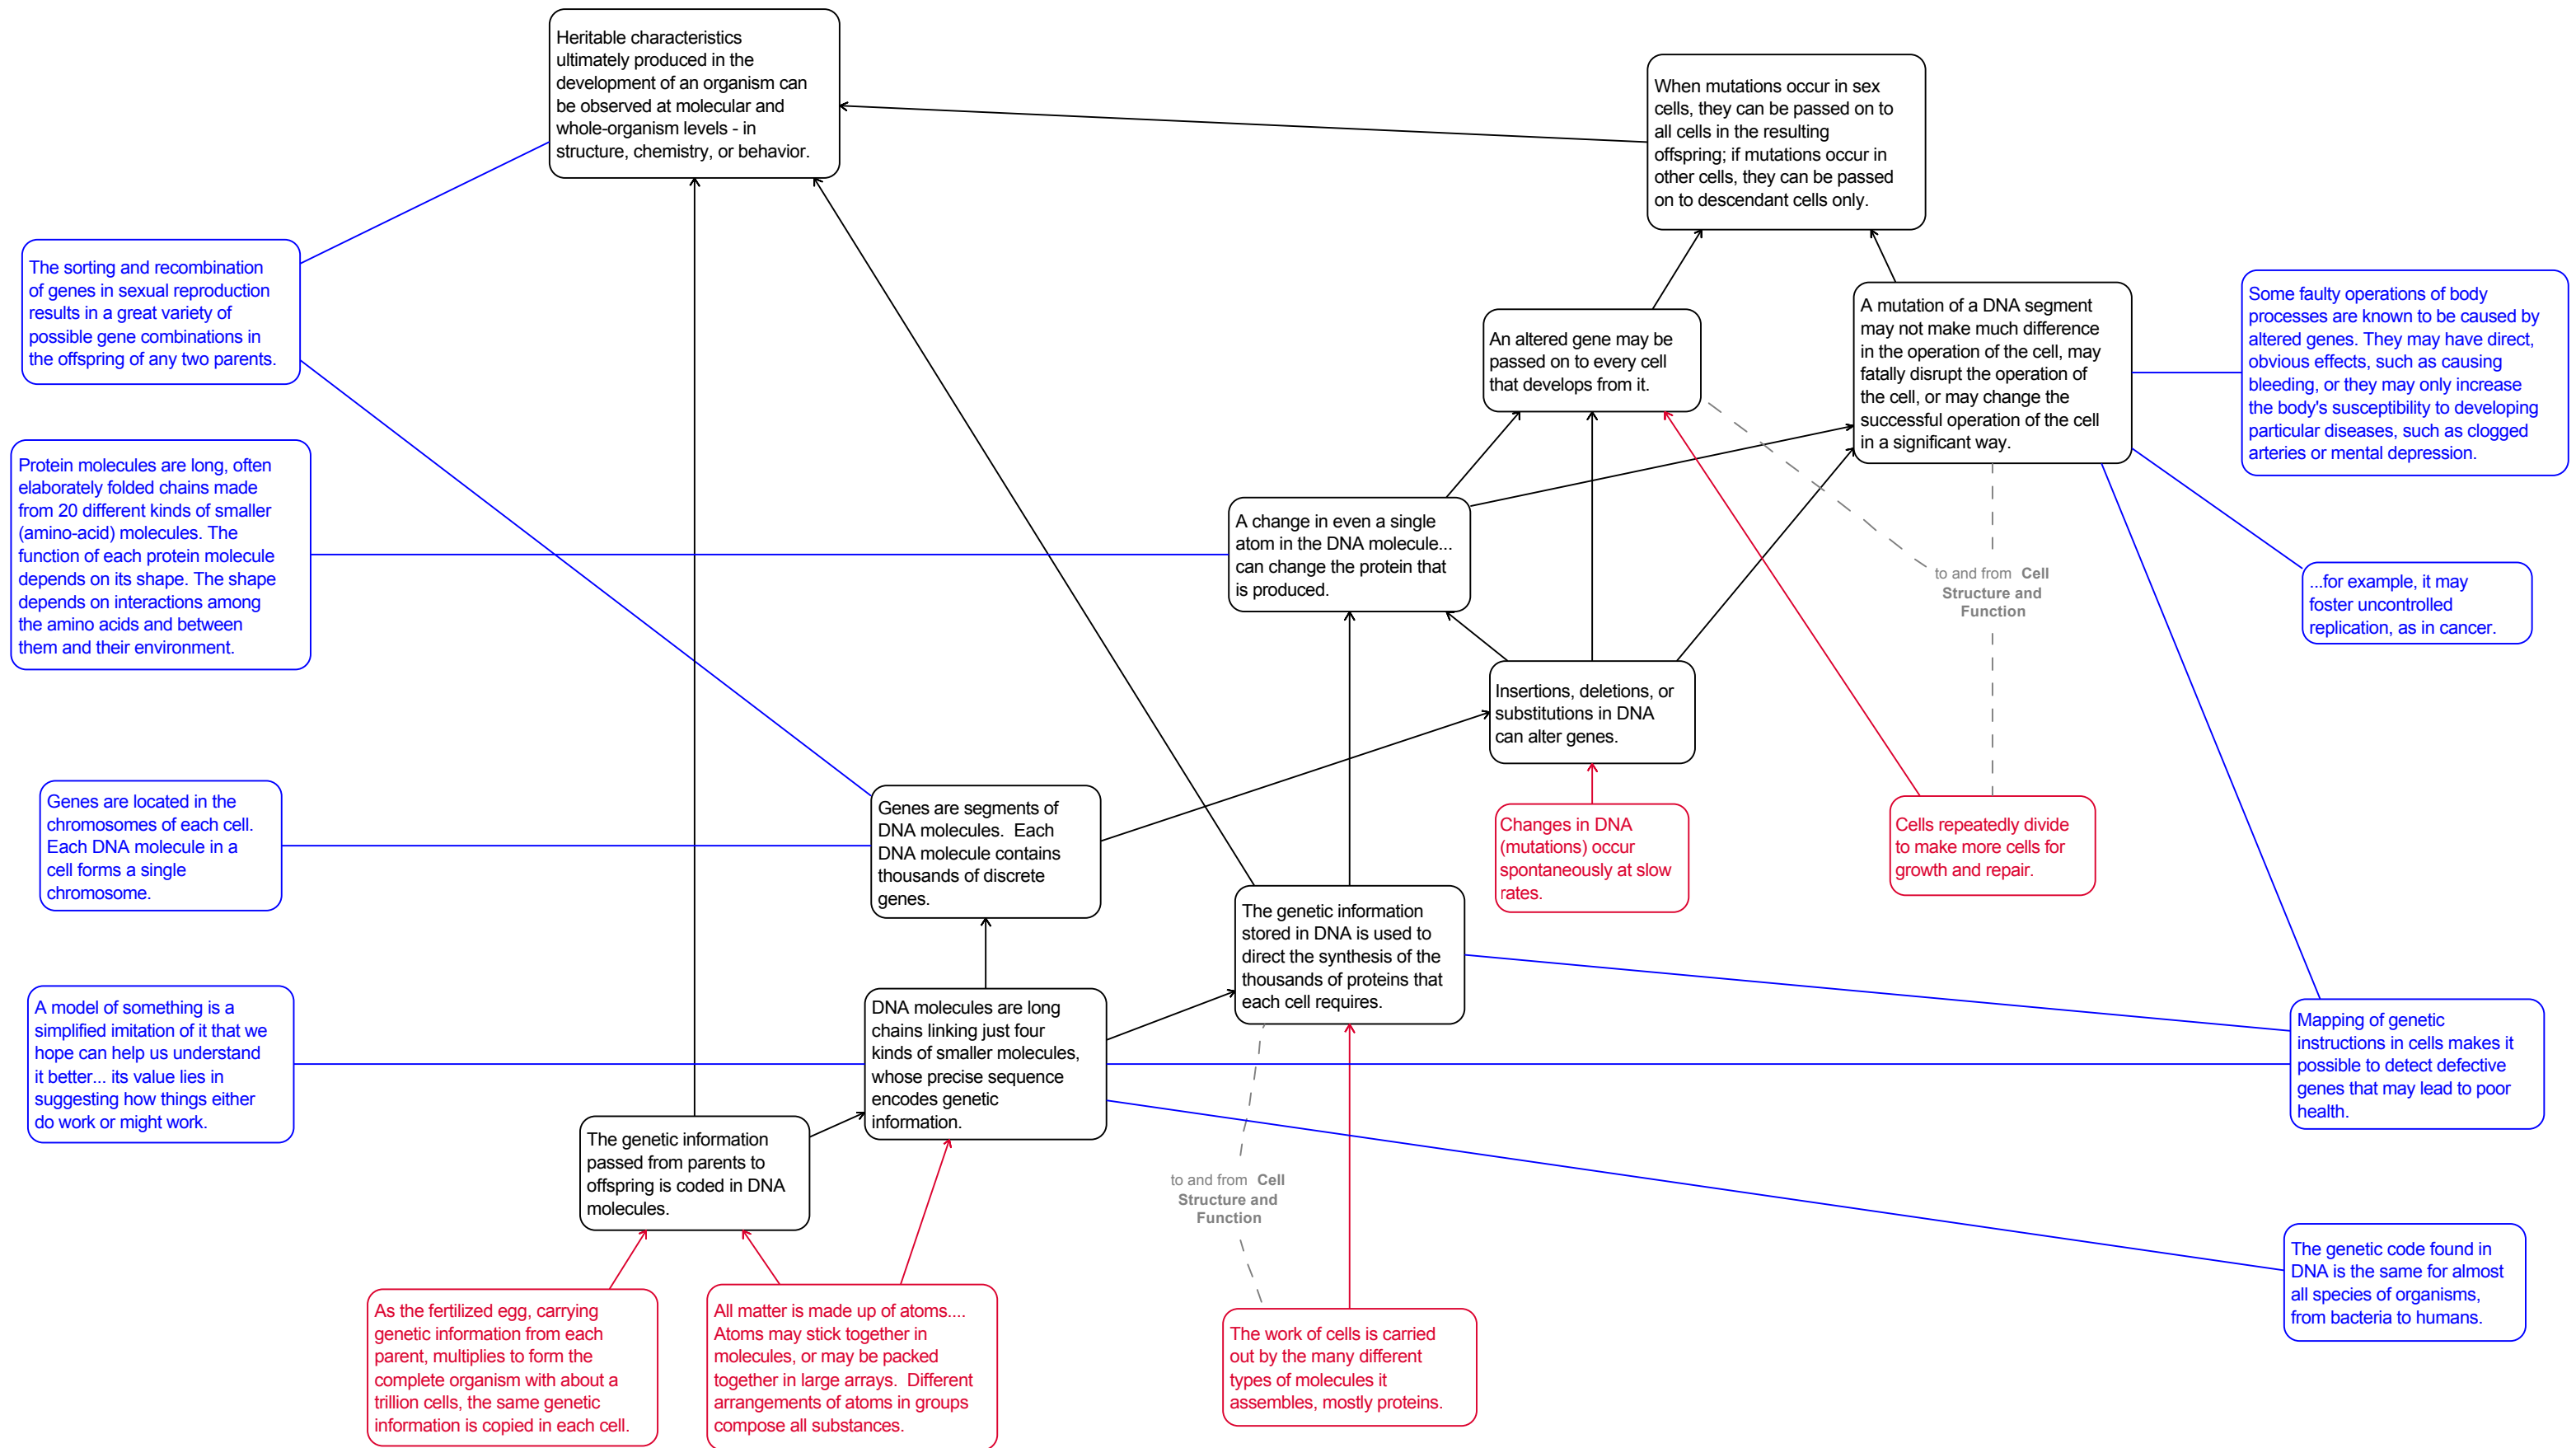 Heritable characteristics
ultimately produced in the
development of an organism can
be observed at molecular and
whole-organism levels - in
structure, chemistry, or behavior.
When mutations occur in sex
cells, they can be passed on to
all cells in the resulting
offspring; if mutations occur in
other cells, they can be passed
on to descendant cells only.
The sorting and recombination
of genes in sexual reproduction
results in a great variety of
possible gene combinations in
the offspring of any two parents.
An altered gene may be
passed on to every cell
that develops from it.
A mutation of a DNA segment
may not make much difference
in the operation of the cell, may
fatally disrupt the operation of
the cell, or may change the
successful operation of the cell
in a significant way.
Some faulty operations of body
processes are known to be caused by
altered genes. They may have direct,
obvious effects, such as causing
bleeding, or they may only increase
the body's susceptibility to developing
particular diseases, such as clogged
arteries or mental depression.
Protein molecules are long, often
elaborately folded chains made
from 20 different kinds of smaller
(amino-acid) molecules. The
function of each protein molecule
depends on its shape. The shape
depends on interactions among
the amino acids and between
them and their environment.
A change in even a single
atom in the DNA molecule...
can change the protein that
is produced.
to and from Cell
Structure and
Function
...for example, it may
foster uncontrolled
replication, as in cancer.
Insertions, deletions, or
substitutions in DNA
can alter genes.
Genes are located in the
chromosomes of each cell.
Each DNA molecule in a
cell forms a single
chromosome.
Genes are segments of
DNA molecules. Each
DNA molecule contains
thousands of discrete
genes.
Changes in DNA
(mutations) occur
spontaneously at slow
rates.
Cells repeatedly divide
to make more cells for
growth and repair.
The genetic information
stored in DNA is used to
direct the synthesis of the
thousands of proteins that
each cell requires.
A model of something is a
simplified imitation of it that we
hope can help us understand
it better... its value lies in
suggesting how things either
do work or might work.
DNA molecules are long
chains linking just four
kinds of smaller molecules,
whose precise sequence
encodes genetic
information.
Mapping of genetic
instructions in cells makes it
possible to detect defective
genes that may lead to poor
health.
The genetic information
passed from parents to
offspring is coded in DNA
molecules.
to and from Cell
Structure and
Function
The genetic code found in
DNA is the same for almost
all species of organisms,
from bacteria to humans.
As the fertilized egg, carrying
genetic information from each
parent, multiplies to form the
complete organism with about a
trillion cells, the same genetic
information is copied in each cell.
All matter is made up of atoms....
Atoms may stick together in
molecules, or may be packed
together in large arrays. Different
arrangements of atoms in groups
compose all substances.
The work of cells is carried
out by the many different
types of molecules it
assembles, mostly proteins.